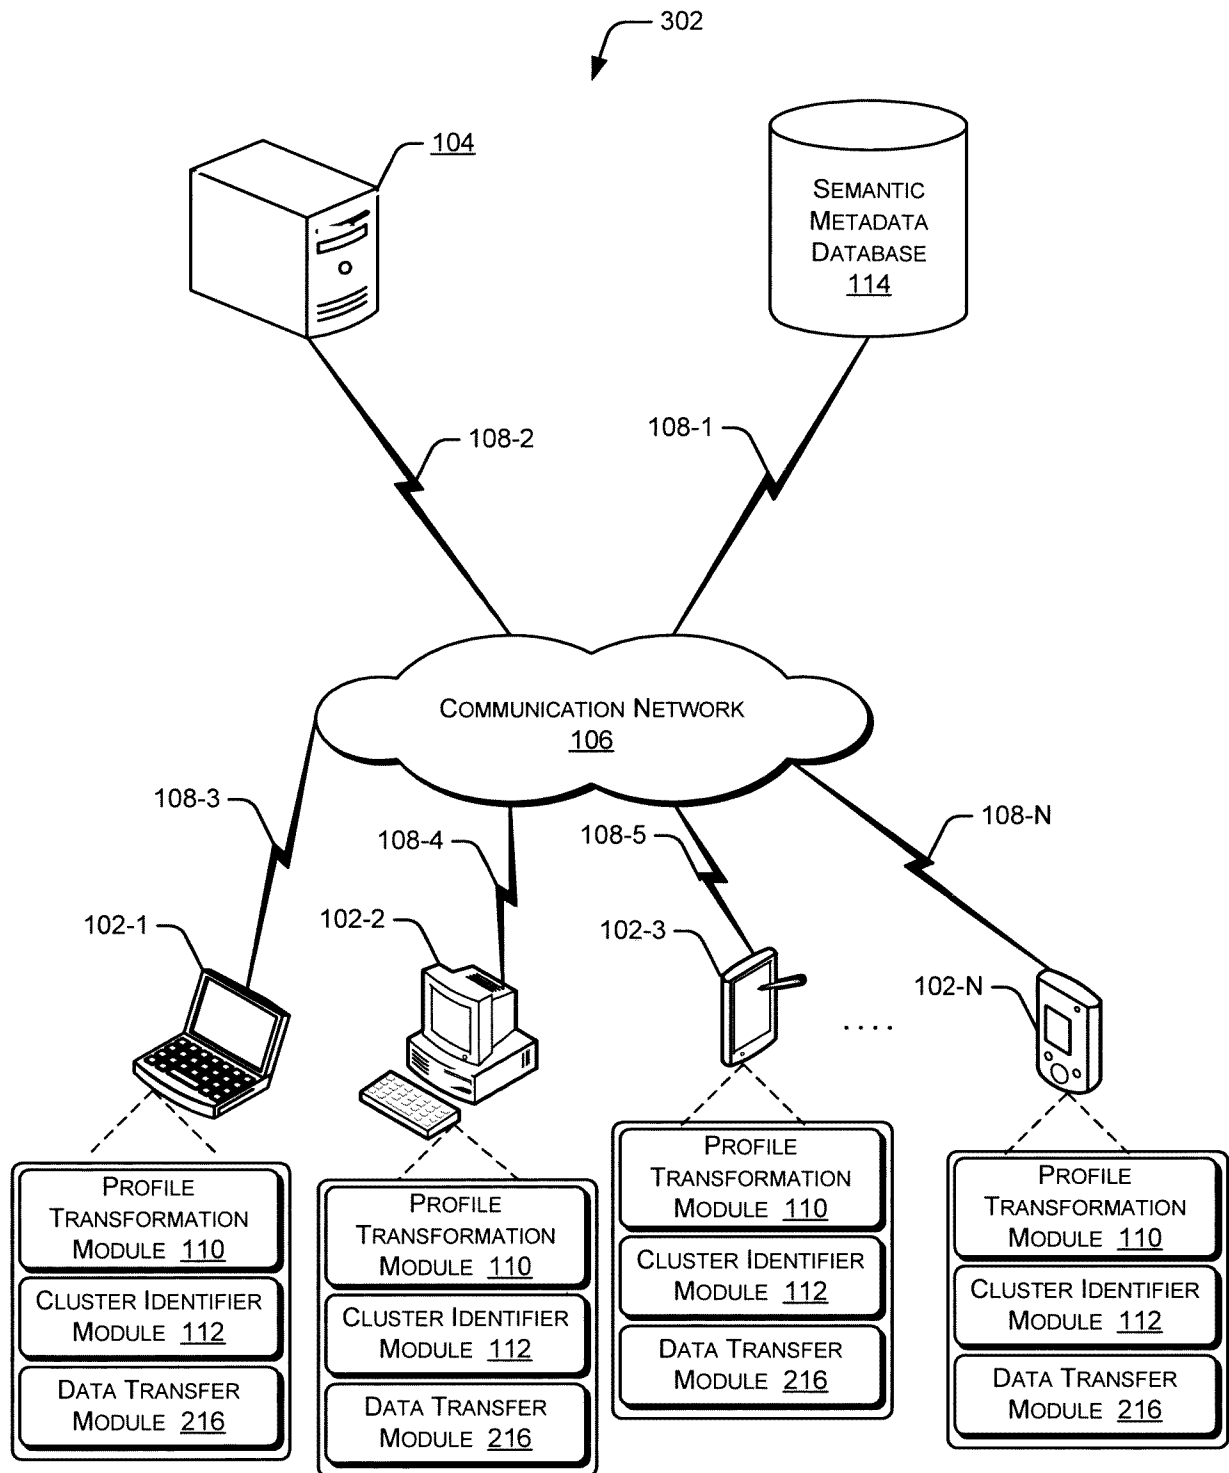 302
104
SEMANTIC
METADATA
DATABASE
114
108-2
108-1
COMMUNICATION NETWORK
106
108-3
108-4
108-5
108-N
102-1
102-2
102-3
102-N
....
PROFILE
TRANSFORMATION
MODULE 110
CLUSTER IDENTIFIER
MODULE 112
DATA TRANSFER
MODULE 216
PROFILE
TRANSFORMATION
MODULE 110
CLUSTER IDENTIFIER
MODULE 112
DATA TRANSFER
MODULE 216
PROFILE
TRANSFORMATION
MODULE 110
CLUSTER IDENTIFIER
MODULE 112
DATA TRANSFER
MODULE 216
PROFILE
TRANSFORMATION
MODULE 110
CLUSTER IDENTIFIER
MODULE 112
DATA TRANSFER
MODULE 216